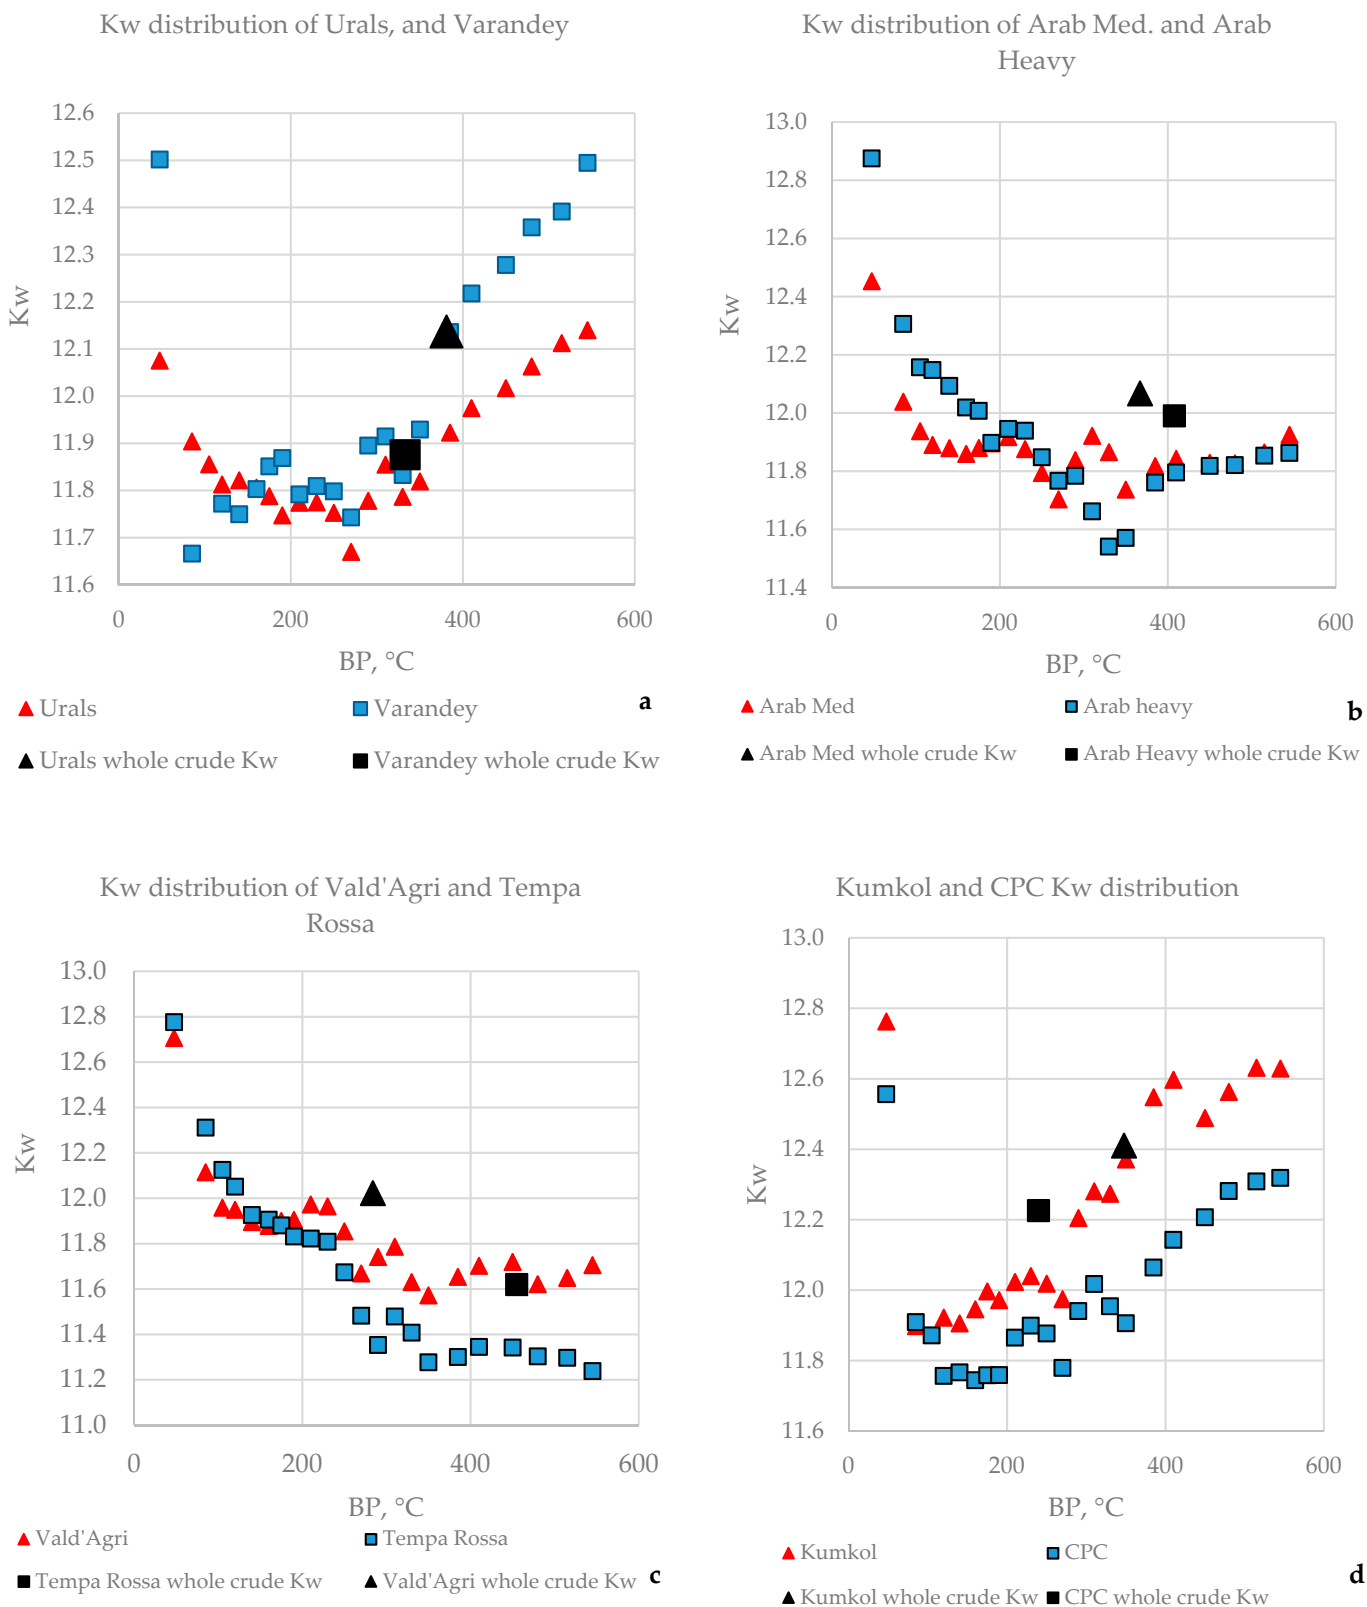 Kw distribution of Urals, and Varandey
12.6
12.5
12.4
12.3
12.2
12.1
12.0
11.9
11.8
11.7
11.6
Kw
0
200
400
600
BP, °C
Urals
Varandey
a
Urals whole crude Kw
Varandey whole crude Kw
Kw distribution of Arab Med. and Arab
Heavy
13.0
12.8
12.6
12.4
12.2
12.0
11.8
11.6
11.4
Kw
0
200
400
600
BP, °C
Arab Med
Arab heavy
b
Arab Med whole crude Kw
Arab Heavy whole crude Kw
Kw distribution of Vald'Agri and Tempa
Rossa
13.0
12.8
12.6
12.4
12.2
12.0
11.8
11.6
11.4
11.2
11.0
Kw
0
200
400
600
BP, °C
Vald'Agri
Tempa Rossa
Tempa Rossa whole crude Kw
Vald'Agri whole crude Kw
c
Kumkol and CPC Kw distribution
13.0
12.8
12.6
12.4
12.2
12.0
11.8
11.6
Kw
0
200
400
600
BP, °C
Kumkol
CPC
d
Kumkol whole crude Kw
CPC whole crude Kw